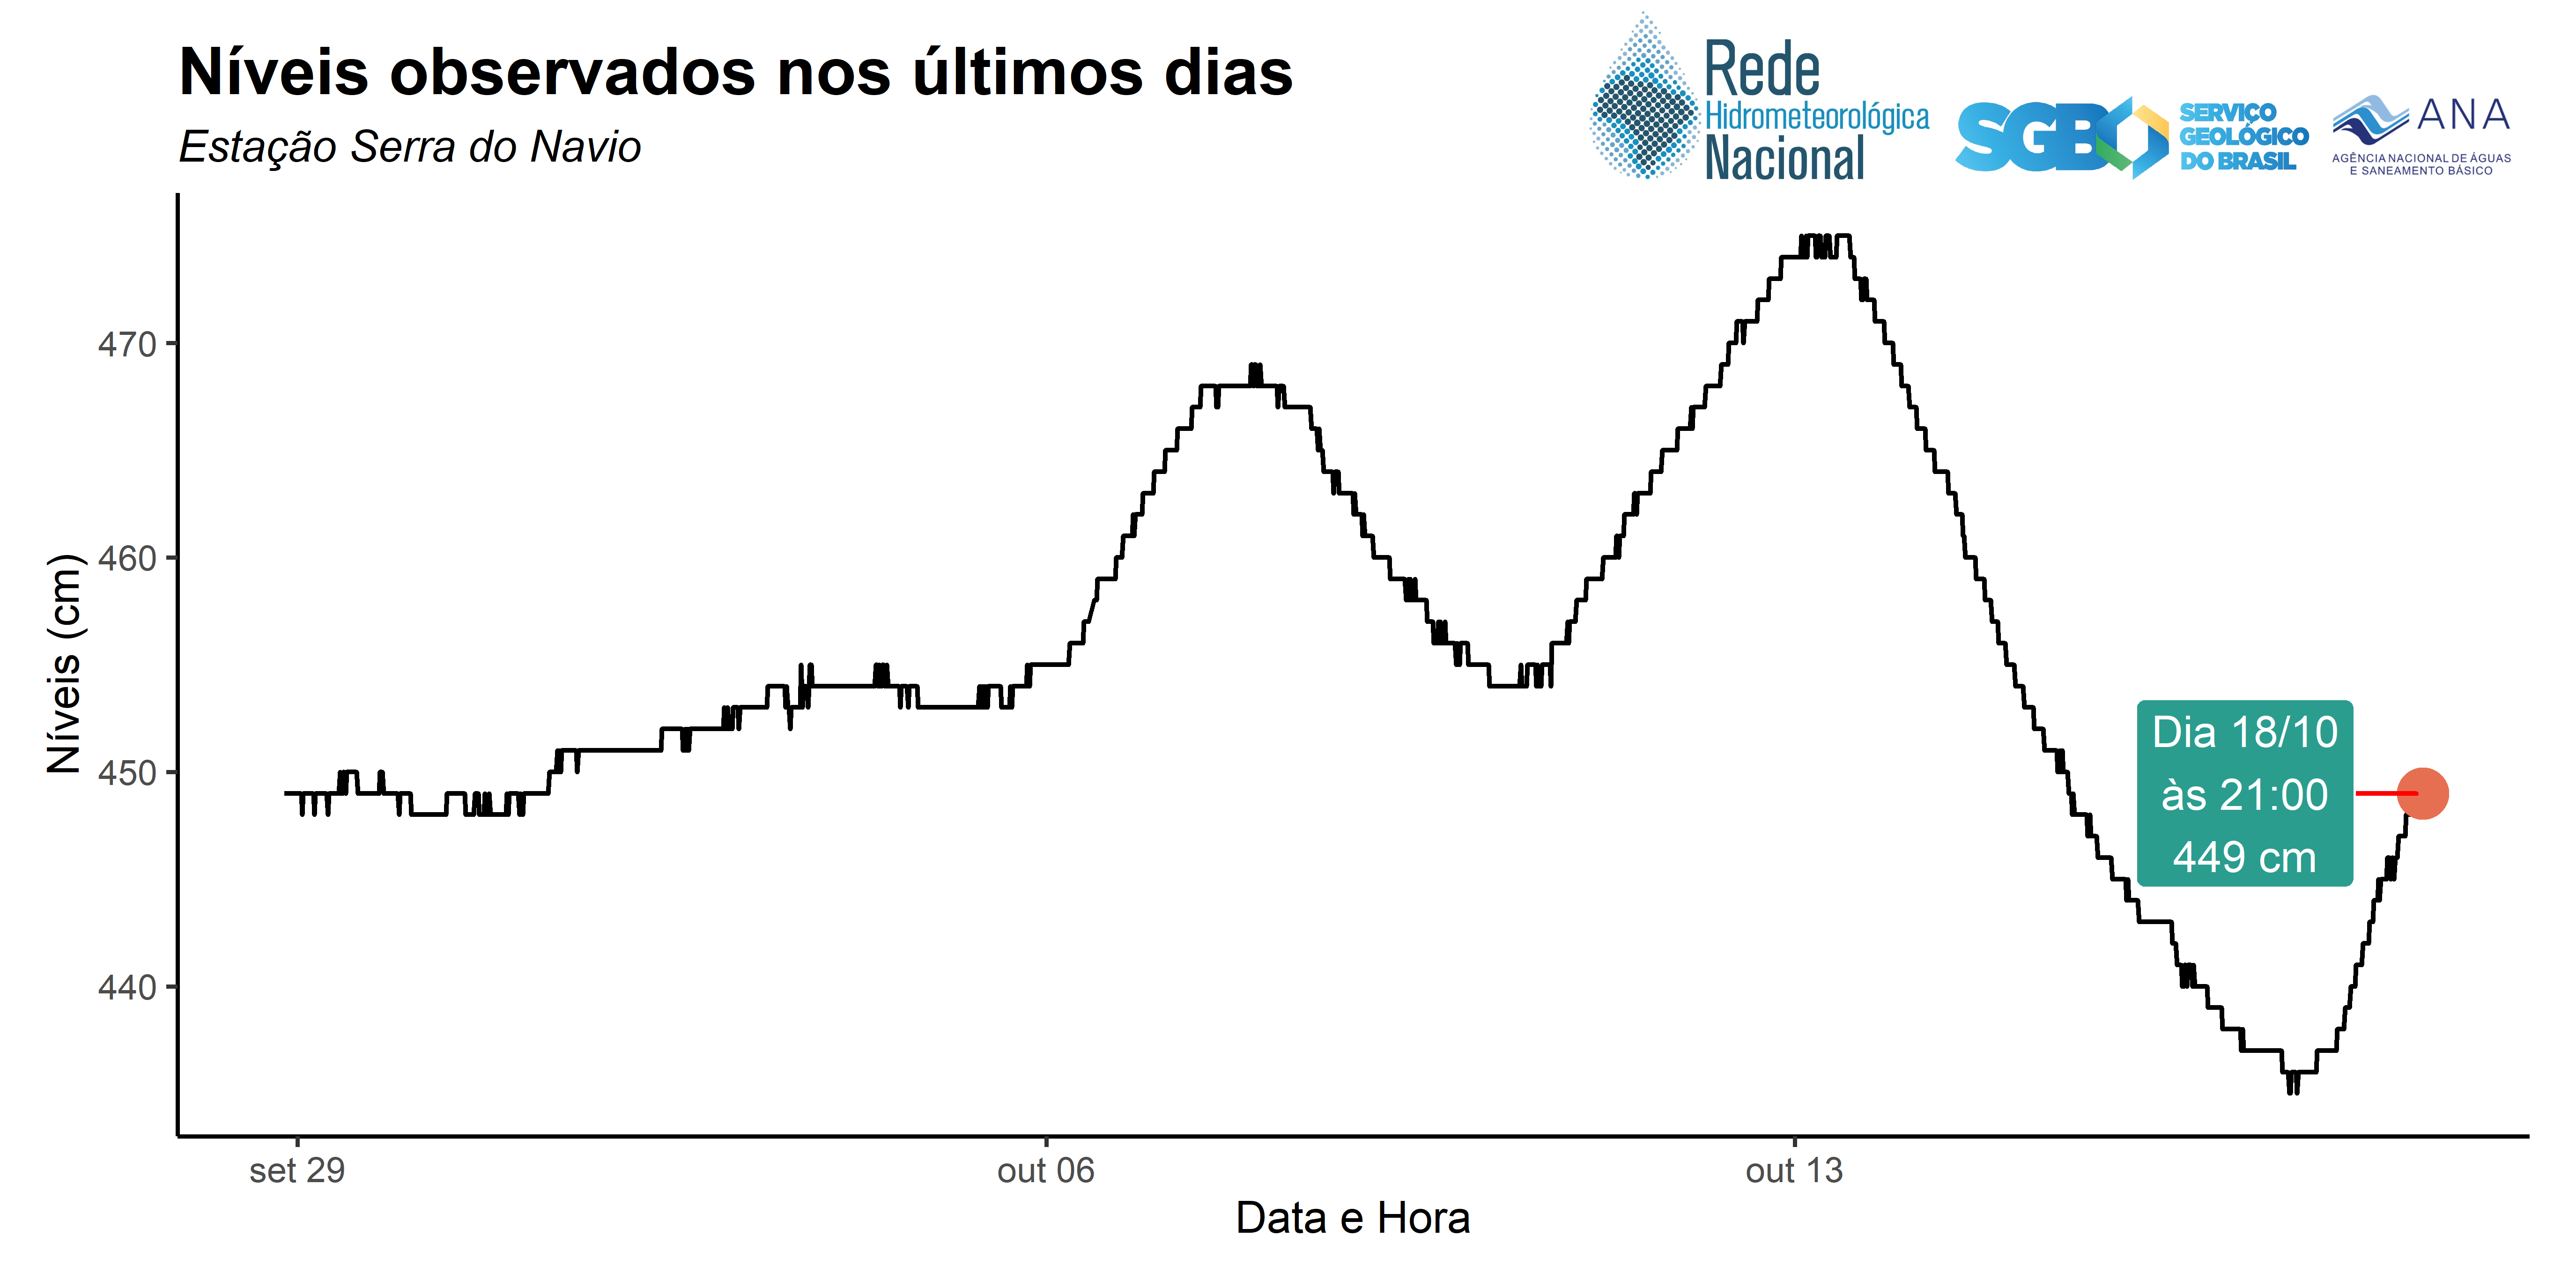 Níveis observados nos últimos dias
Estação Serra do Navio
Rede
Hidrometeorológica
Nacional
SGB
SERVIÇO
GEOLÓGICO
DO BRASIL
ANA
AGÊNCIA NACIONAL DE ÁGUAS
E SANEAMENTO BÁSICO
Níveis (cm)
470
460
450
440
Dia 18/10
às 21:00
449 cm
set 29
out 06
out 13
Data e Hora